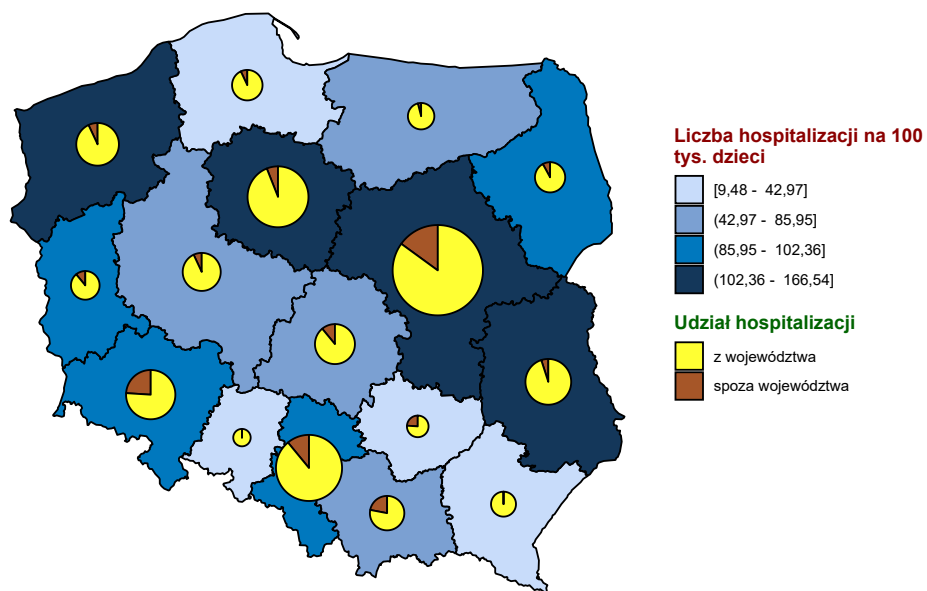 Liczba hospitalizacji na 100
tys. dzieci
[9,48 - 42,97]
(42,97 - 85,95]
(85,95 - 102,36]
(102,36 - 166,54]
Udział hospitalizacji
z województwa
spoza województwa